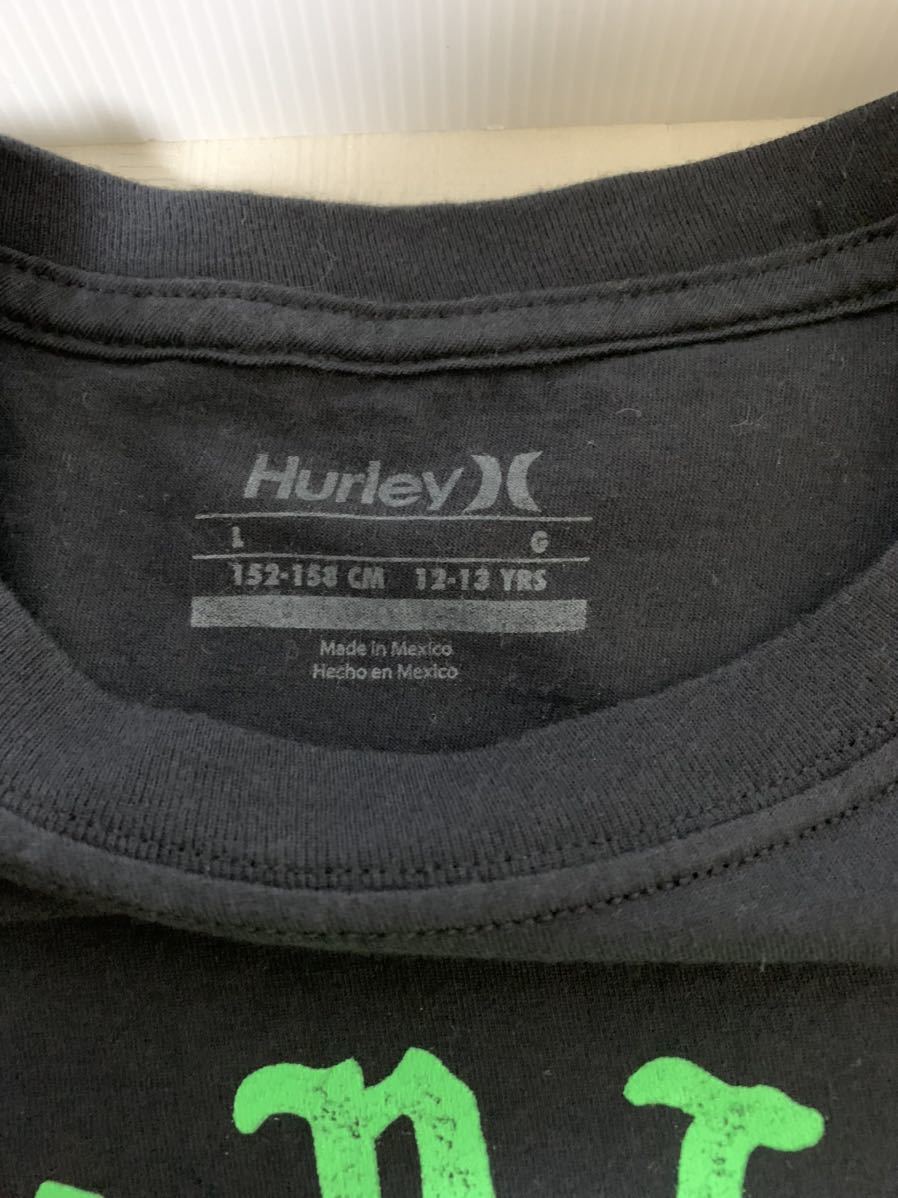 Hurley
L G
152-158 CM 12-13 YRS
Made in Mexico
Hecho en Mexico